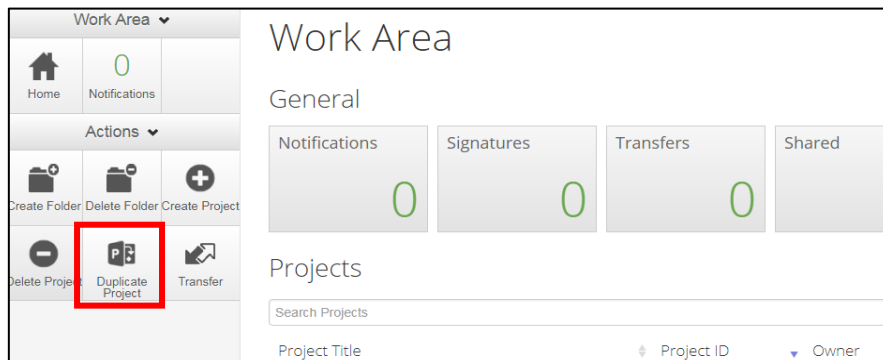 Work Area
Home
0
Notifications
Actions
Create Folder
Delete Folder
Create Project
Delete Project
P
Duplicate
Project
Transfer
Work Area
General
Notifications
0
Signatures
0
Transfers
0
Shared
Projects
Search Projects
Project Title
Project ID
Owner